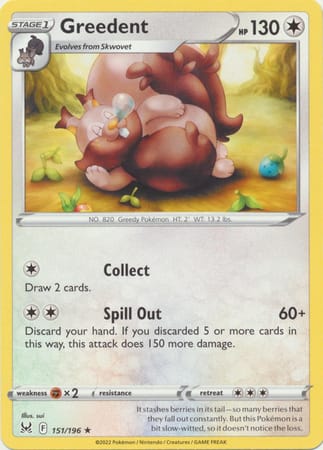 STAGE 1
Greedent
HP 130
Evolves from Skwovet
NO. 820 Greedy Pokémon HT: 2' WT: 13.2 lbs.
Collect
Draw 2 cards.
Spill Out 60+
Discard your hand. If you discarded 5 or more cards
in this way, this attack does 150 more damage.
weakness ×2 resistance retreat
Illus. sui
It stashes berries in its tail—so many berries that
they fall out constantly. But this Pokémon is a
bit slow-witted, so it doesn't notice the loss.
F 151/196 ★
©2022 Pokémon / Nintendo / Creatures / GAME FREAK